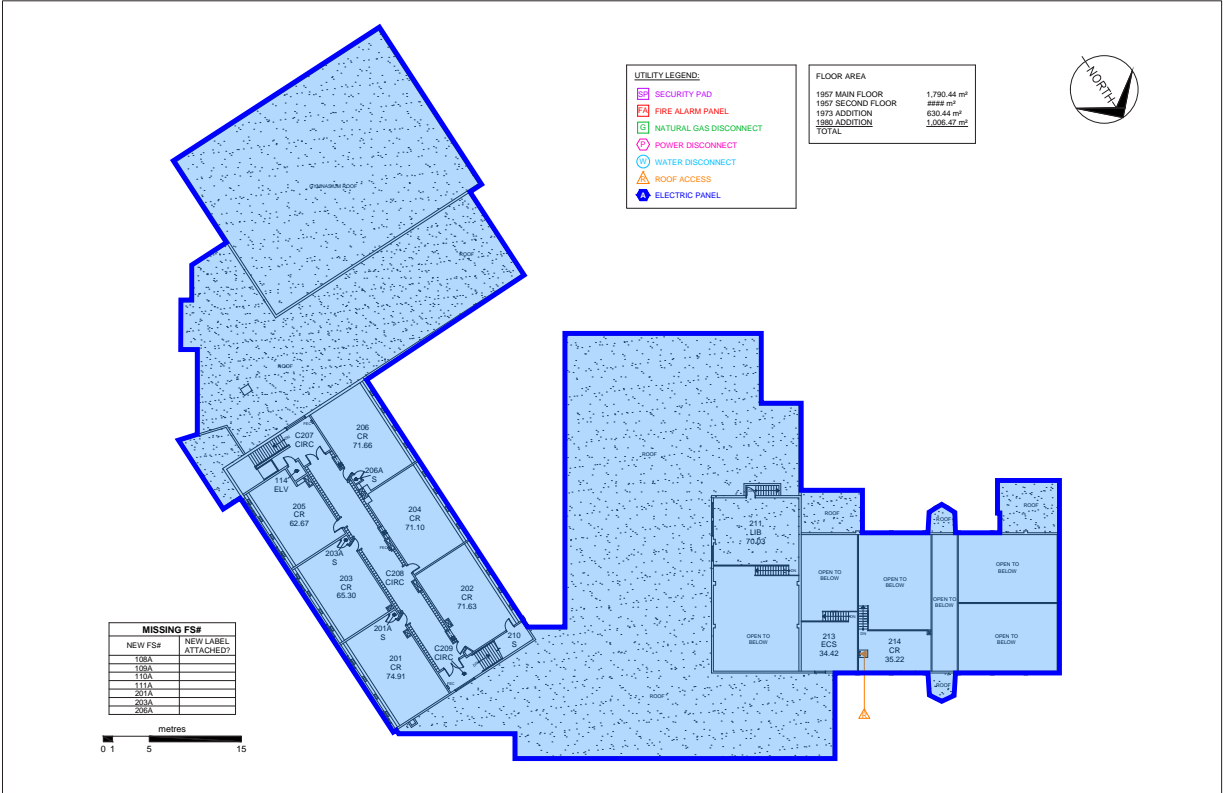 UTILITY LEGEND:
SP SECURITY PAD
FA FIRE ALARM PANEL
G NATURAL GAS DISCONNECT
P POWER DISCONNECT
W WATER DISCONNECT
R ROOF ACCESS
A ELECTRIC PANEL
FLOOR AREA
1957 MAIN FLOOR 1,790.44 m²
1957 SECOND FLOOR #### m²
1973 ADDITION 630.44 m²
1980 ADDITION 1,006.47 m²
TOTAL
NORTH
GYMNASIUM ROOF
ROOF
ROOF
C207
CIRC
206
CR
71.66
206A
S
114
ELV
205
CR
62.67
204
CR
71.10
203A
S
203
CR
65.30
C208
CIRC
202
CR
71.63
201A
S
201
CR
74.91
C209
CIRC
210
S
ROOF
ROOF
211
LIB
70.03
OPEN TO
BELOW
ROOF
OPEN TO
BELOW
213
ECS
34.42
OPEN TO
BELOW
214
CR
35.22
ROOF
OPEN TO
BELOW
ROOF
ROOF
OPEN TO
BELOW
OPEN TO
BELOW
R
MISSING FS#
NEW FS# NEW LABEL
ATTACHED?
108A
109A
110A
111A
201A
203A
206A
metres
0 1 5 15